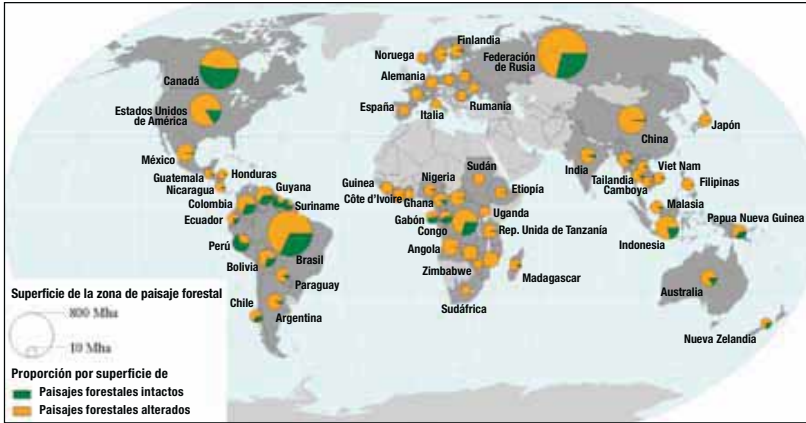 Finlandia
Noruega
Federación
de Rusia
Canadá
Alemania
Estados Unidos
de América
España
Italia
Rumania
China
Japón
México
Guatemala
Honduras
Nicaragua
Guyana
Colombia
Suriname
Ecuador
Perú
Brasil
Bolivia
Paraguay
Chile
Argentina
Sudán
Nigeria
Guinea
Côte d'Ivoire
Ghana
Etiopía
Gabón
Uganda
Congo
Rep. Unida de Tanzanía
Angola
Zimbabwe
Madagascar
Sudáfrica
India
Viet Nam
Tailandia
Camboya
Filipinas
Malasia
Papua Nueva Guinea
Indonesia
Australia
Nueva Zelandia
Superficie de la zona de paisaje forestal
800 Mha
10 Mha
Proporción por superficie de
Paisajes forestales intactos
Paisajes forestales alterados